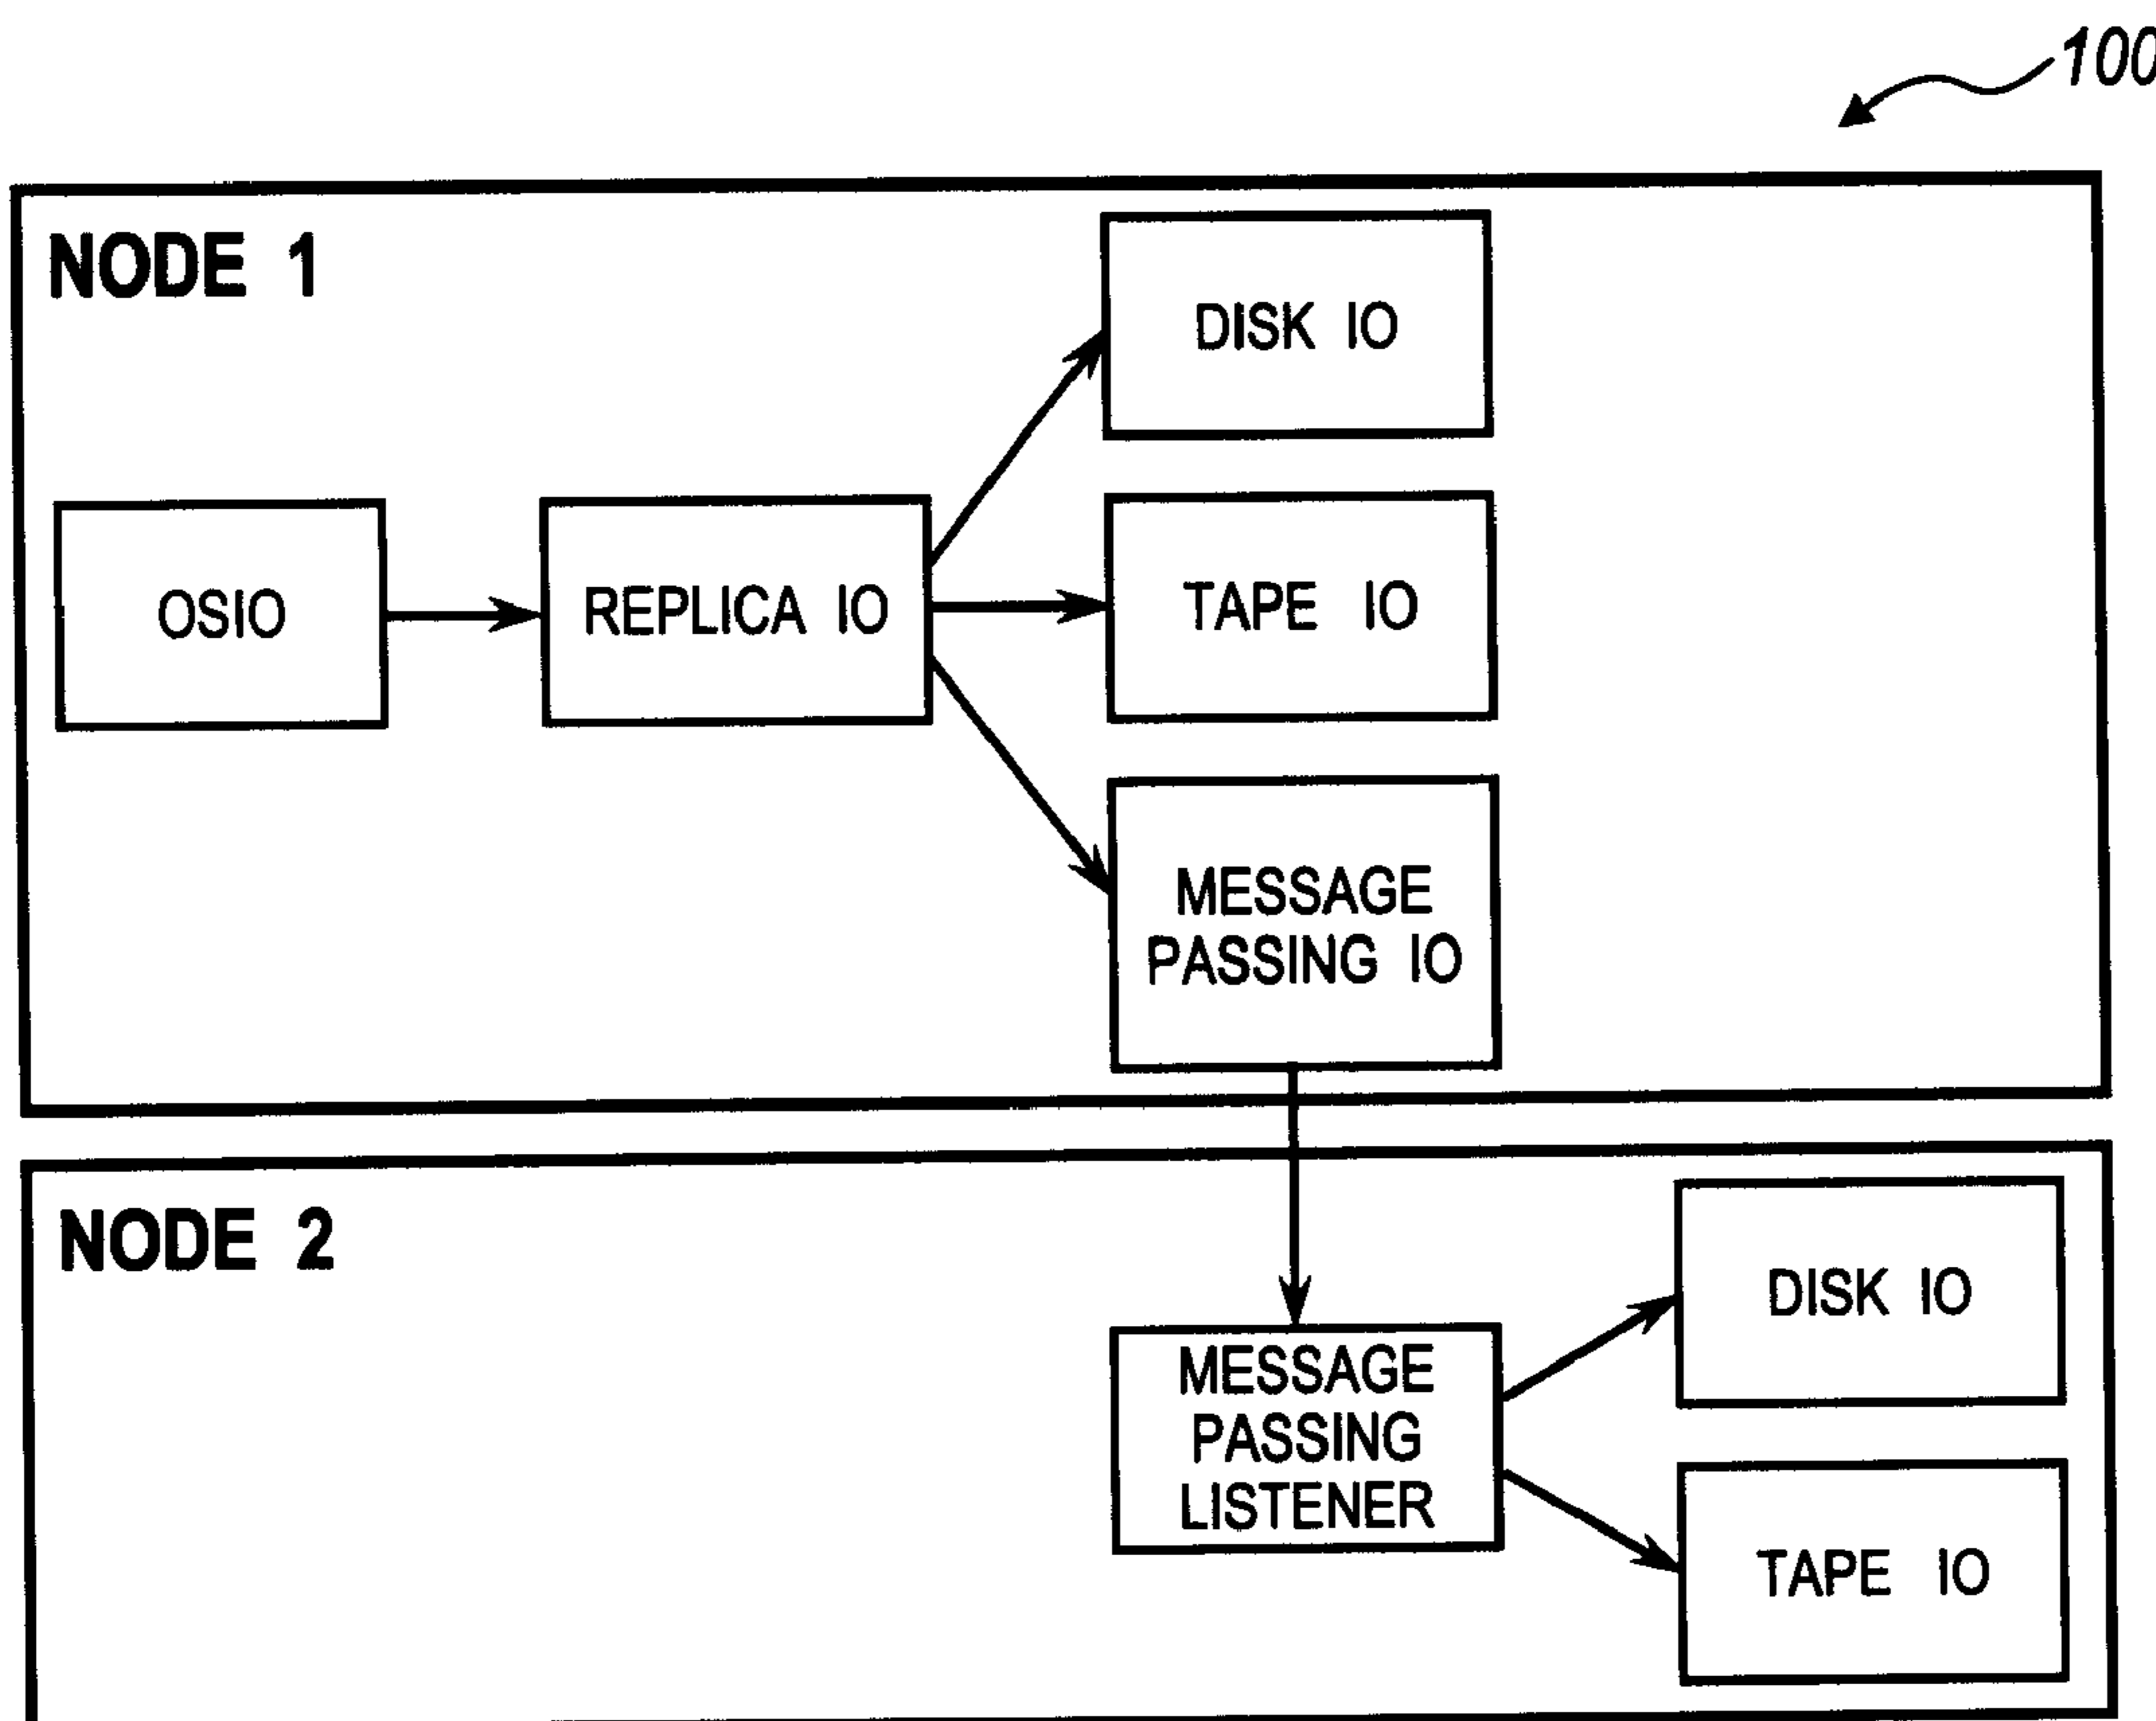 100
NODE 1
DISK IO
OSIO
REPLICA IO
TAPE IO
MESSAGE
PASSING IO
NODE 2
DISK IO
MESSAGE
PASSING
LISTENER
TAPE IO